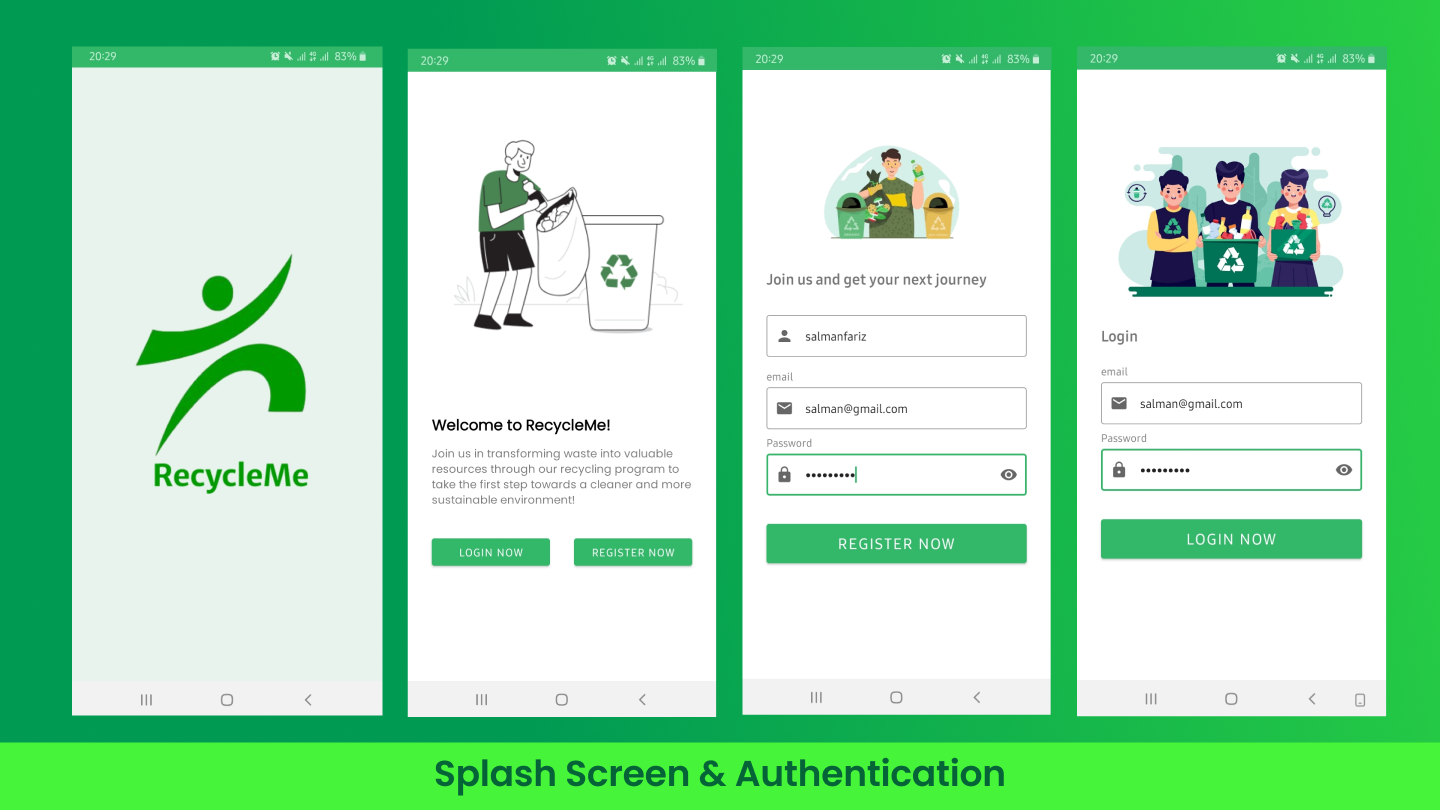 20:29
83%
RecycleMe
20:29
83%
Welcome to RecycleMe!
Join us in transforming waste into valuable
resources through our recycling program to
take the first step towards a cleaner and more
sustainable environment!
LOGIN NOW
REGISTER NOW
20:29
83%
Join us and get your next journey
salmanfariz
email
salman@gmail.com
Password
REGISTER NOW
20:29
83%
Login
email
salman@gmail.com
Password
LOGIN NOW
Splash Screen & Authentication